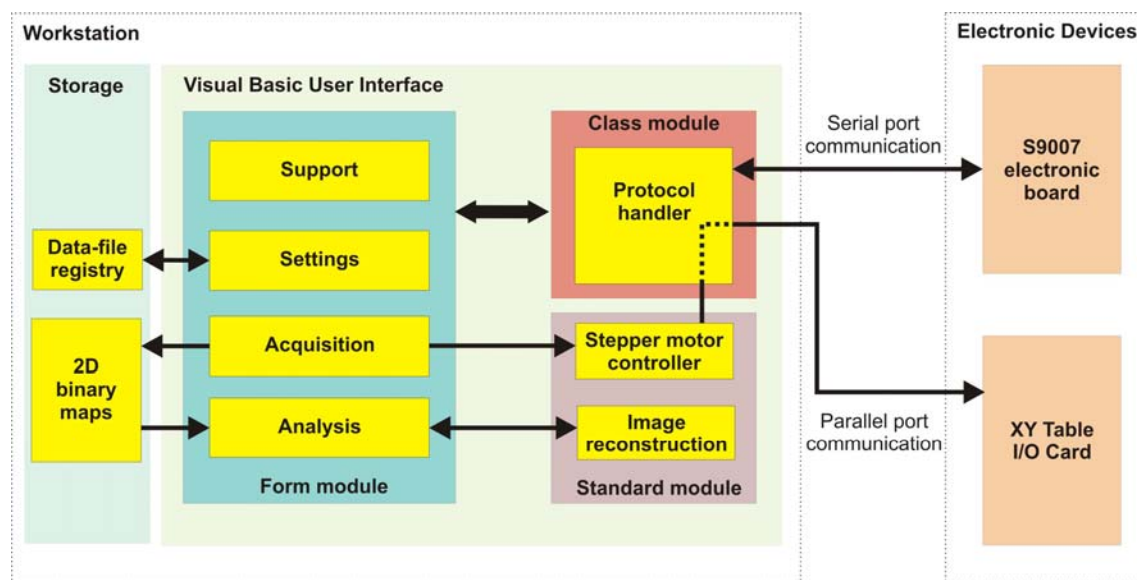 Workstation
Electronic Devices
Storage
Visual Basic User Interface
Class module
Support
Protocol
handler
Serial port
communication
S9007
electronic
board
Data-file
registry
Settings
2D
binary
maps
Acquisition
Stepper motor
controller
Analysis
Image
reconstruction
Parallel port
communication
XY Table
I/O Card
Form module
Standard module